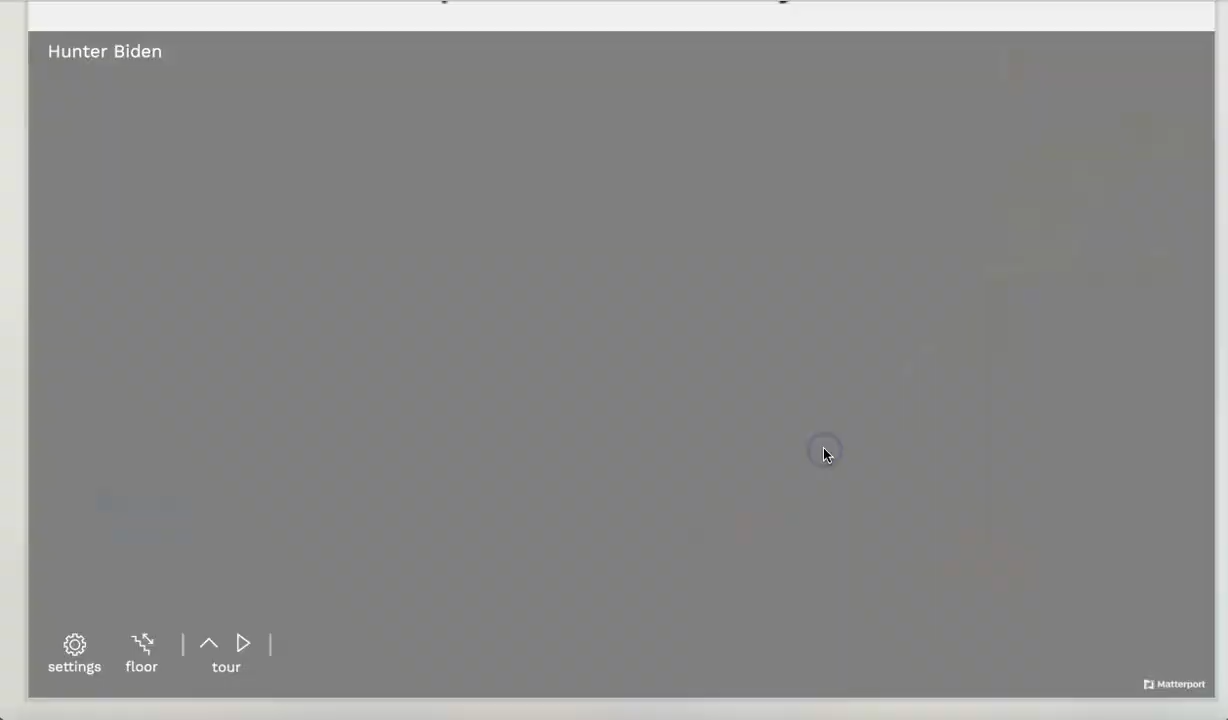 Hunter Biden
settings
floor
tour
Matterport